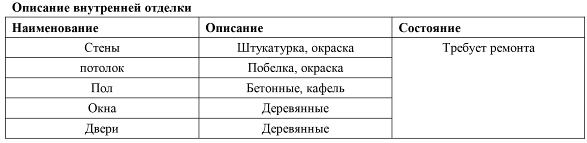 Описание внутренней отделки
Наименование Описание Состояние
Стены Штукатурка, окраска Требует ремонта
потолок Побелка, окраска
Пол Бетонные, кафель
Окна Деревянные
Двери Деревянные